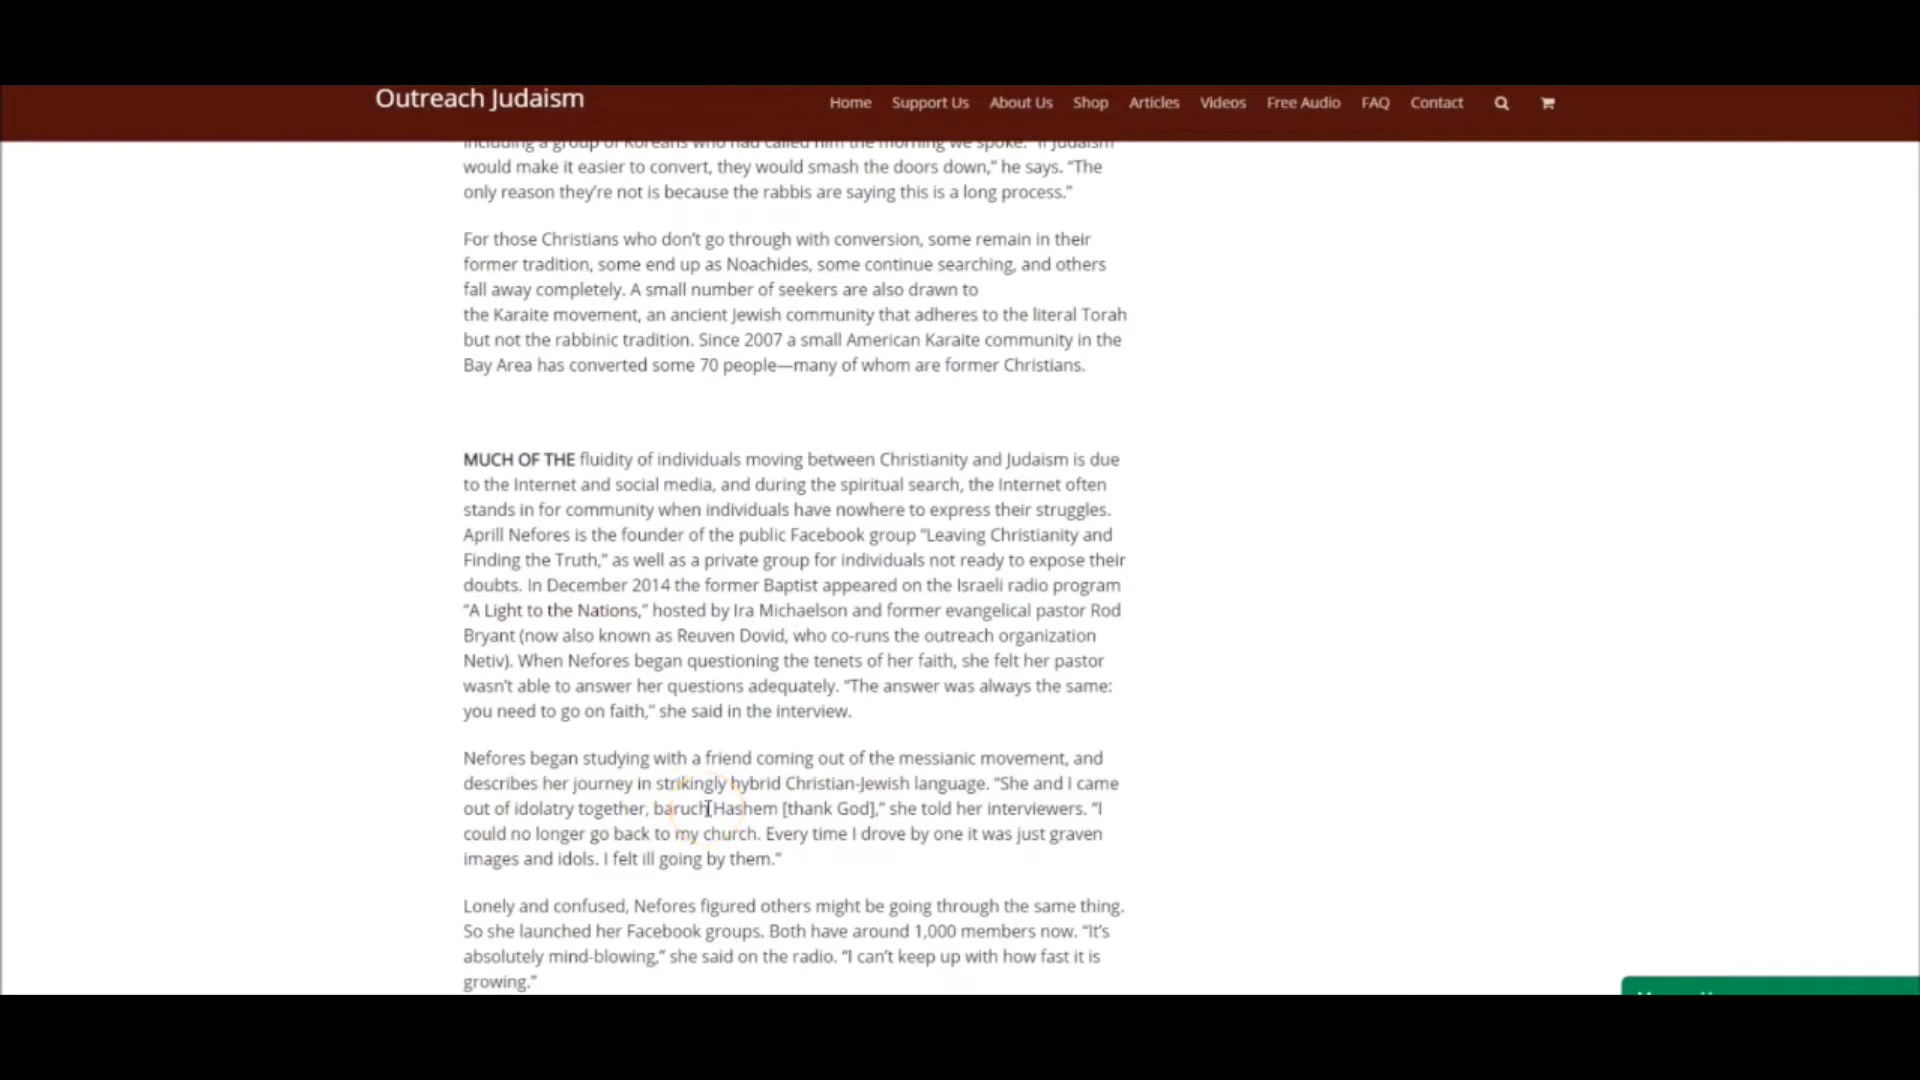 Outreach Judaism
Home Support Us About Us Shop Articles Videos Free Audio FAQ Contact
including a group of Koreans who had called him the morning we spoke. “If Judaism
would make it easier to convert, they would smash the doors down,” he says. “The
only reason they’re not is because the rabbis are saying this is a long process.”
For those Christians who don’t go through with conversion, some remain in their
former tradition, some end up as Noachides, some continue searching, and others
fall away completely. A small number of seekers are also drawn to
the Karaite movement, an ancient Jewish community that adheres to the literal Torah
but not the rabbinic tradition. Since 2007 a small American Karaite community in the
Bay Area has converted some 70 people—many of whom are former Christians.
MUCH OF THE fluidity of individuals moving between Christianity and Judaism is due
to the Internet and social media, and during the spiritual search, the Internet often
stands in for community when individuals have nowhere to express their struggles.
Aprill Nefores is the founder of the public Facebook group “Leaving Christianity and
Finding the Truth,” as well as a private group for individuals not ready to expose their
doubts. In December 2014 the former Baptist appeared on the Israeli radio program
“A Light to the Nations,” hosted by Ira Michaelson and former evangelical pastor Rod
Bryant (now also known as Reuven Dovid, who co-runs the outreach organization
Netiv). When Nefores began questioning the tenets of her faith, she felt her pastor
wasn’t able to answer her questions adequately. “The answer was always the same:
you need to go on faith,” she said in the interview.
Nefores began studying with a friend coming out of the messianic movement, and
describes her journey in strikingly hybrid Christian-Jewish language. “She and I came
out of idolatry together, baruch Hashem [thank God],” she told her interviewers. “I
could no longer go back to my church. Every time I drove by one it was just graven
images and idols. I felt ill going by them.”
Lonely and confused, Nefores figured others might be going through the same thing.
So she launched her Facebook groups. Both have around 1,000 members now. “It’s
absolutely mind-blowing,” she said on the radio. “I can’t keep up with how fast it is
growing.”